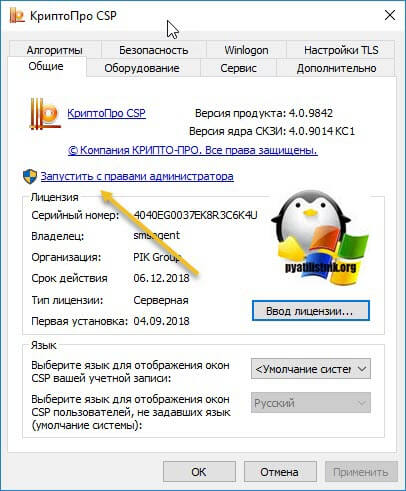 КриптоПро CSP
Алгоритмы Безопасность Winlogon Настройки TLS
Общие Оборудование Сервис Дополнительно
КриптоПро CSP
Версия продукта: 4.0.9842
Версия ядра СКЗИ: 4.0.9014 KC1
© Компания КРИПТО-ПРО. Все права защищены.
Запустить с правами администратора
Лицензия
Серийный номер: 4040EG0037EK8R3C6K4U
Владелец: smsagent
Организация: PIK Group
Срок действия 06.12.2018
Тип лицензии: Серверная
Первая установка: 04.09.2018
pyatilistnik.org
Ввод лицензии...
Язык
Выберите язык для отображения окон
CSP вашей учетной записи:
<Умолчание систем
Выберите язык для отображения окон
CSP пользователей, не задавших язык
(умолчание системы):
Русский
ОК Отмена Применить